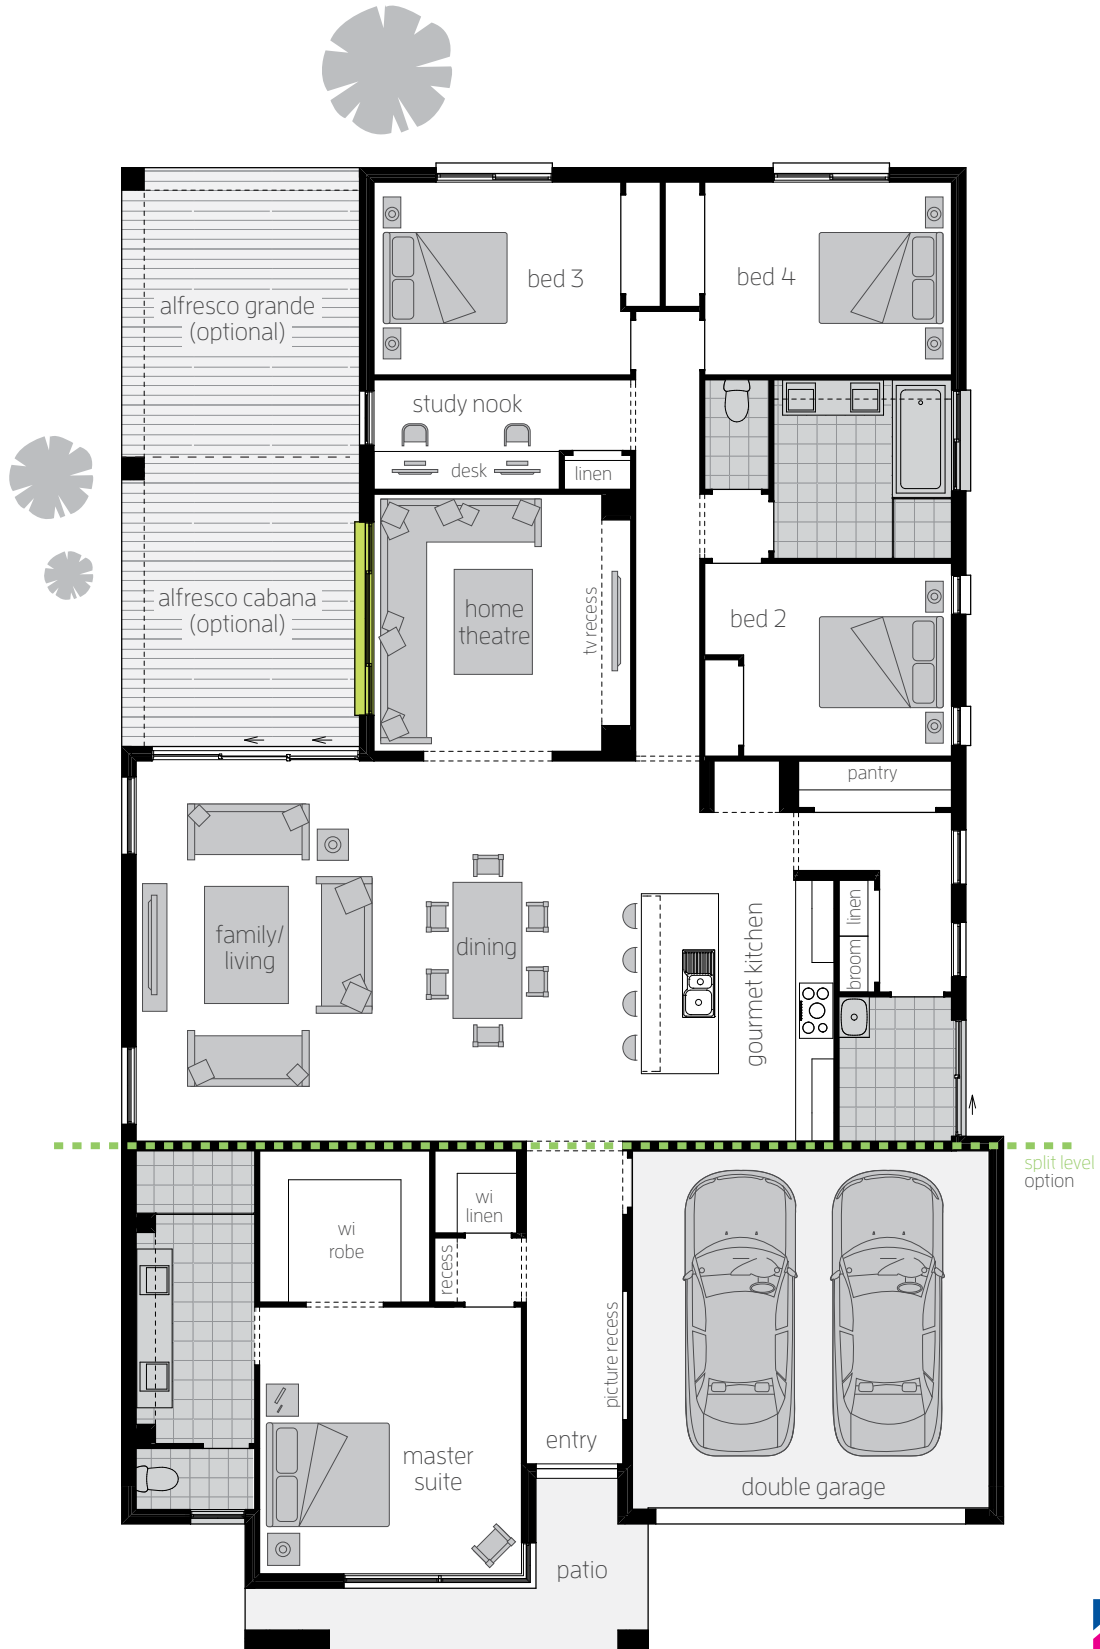 bed 3
bed 4
alfresco grande
(optional)
study nook
desk
linen
alfresco cabana
(optional)
home
theatre
tv recess
bed 2
pantry
family/
living
dining
gourmet kitchen
linen
broom
split level
option
wi
robe
wi
linen
recess
picture recess
entry
master
suite
double garage
patio